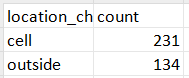 location_ch count
cell 231
outside 134